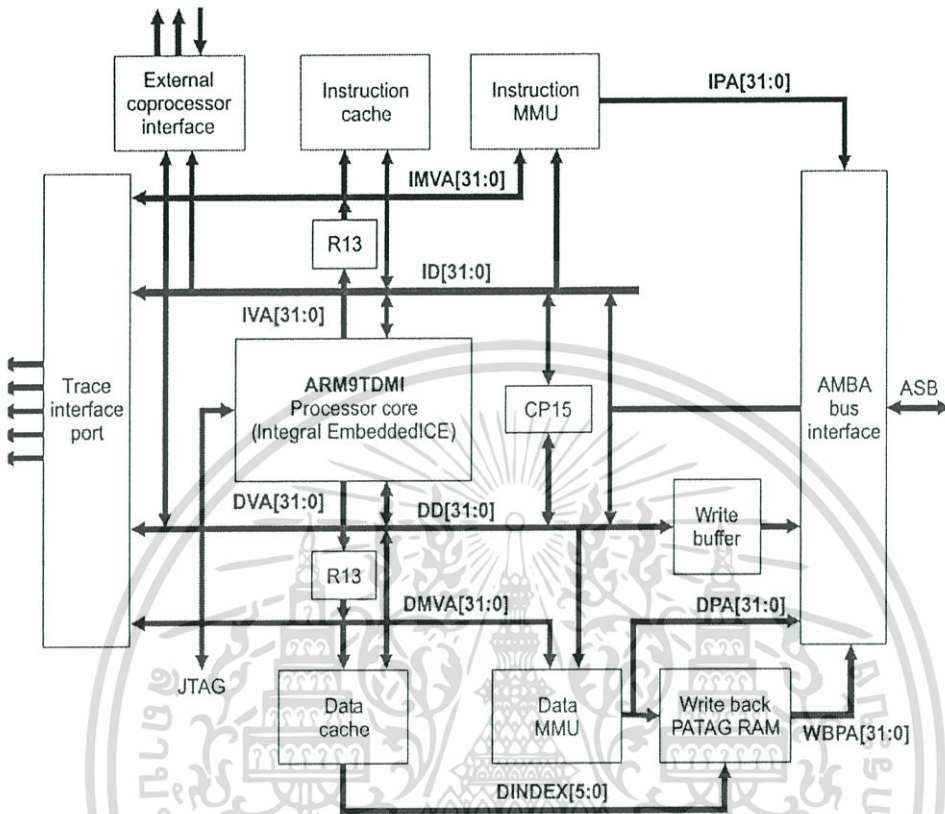 External
coprocessor
interface
Instruction
cache
Instruction
MMU
IPA[31:0]
IMVA[31:0]
R13
ID[31:0]
IVA[31:0]
Trace
interface
port
ARM9TDMI
Processor core
(Integral EmbeddedICE)
CP15
AMBA
bus
interface
ASB
DVA[31:0]
DD[31:0]
Write
buffer
R13
DMVA[31:0]
DPA[31:0]
JTAG
Data
cache
Data
MMU
Write back
PATAG RAM
WBPA[31:0]
DINDEX[5:0]